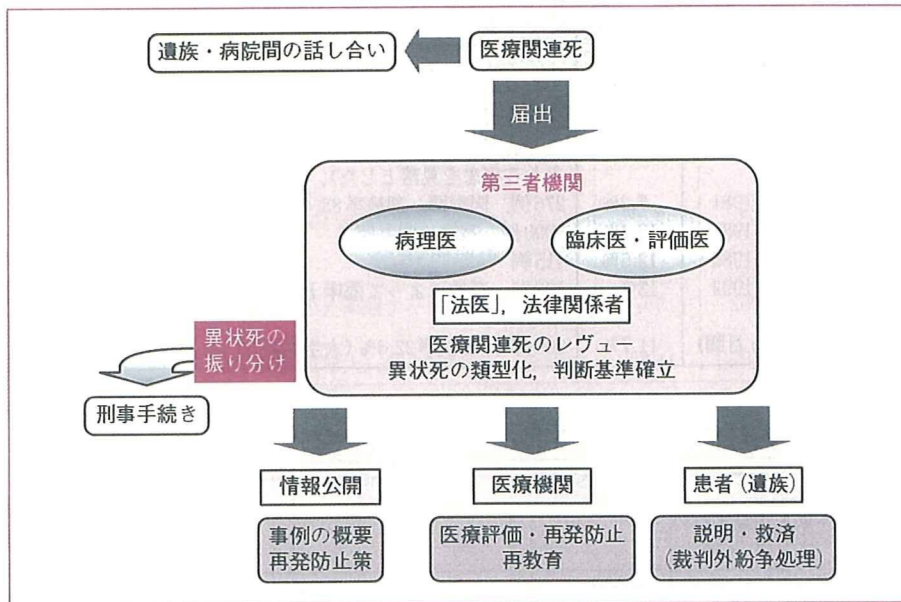 遺族・病院間の話し合い
医療関連死
届出
第三者機関
病理医
臨床医・評価医
「法医」，法律関係者
医療関連死のレヴュー
異状死の類型化，判断基準確立
異状死の
振り分け
刑事手続き
情報公開
医療機関
患者（遺族）
事例の概要
再発防止策
医療評価・再発防止
再教育
説明・救済
（裁判外紛争処理）